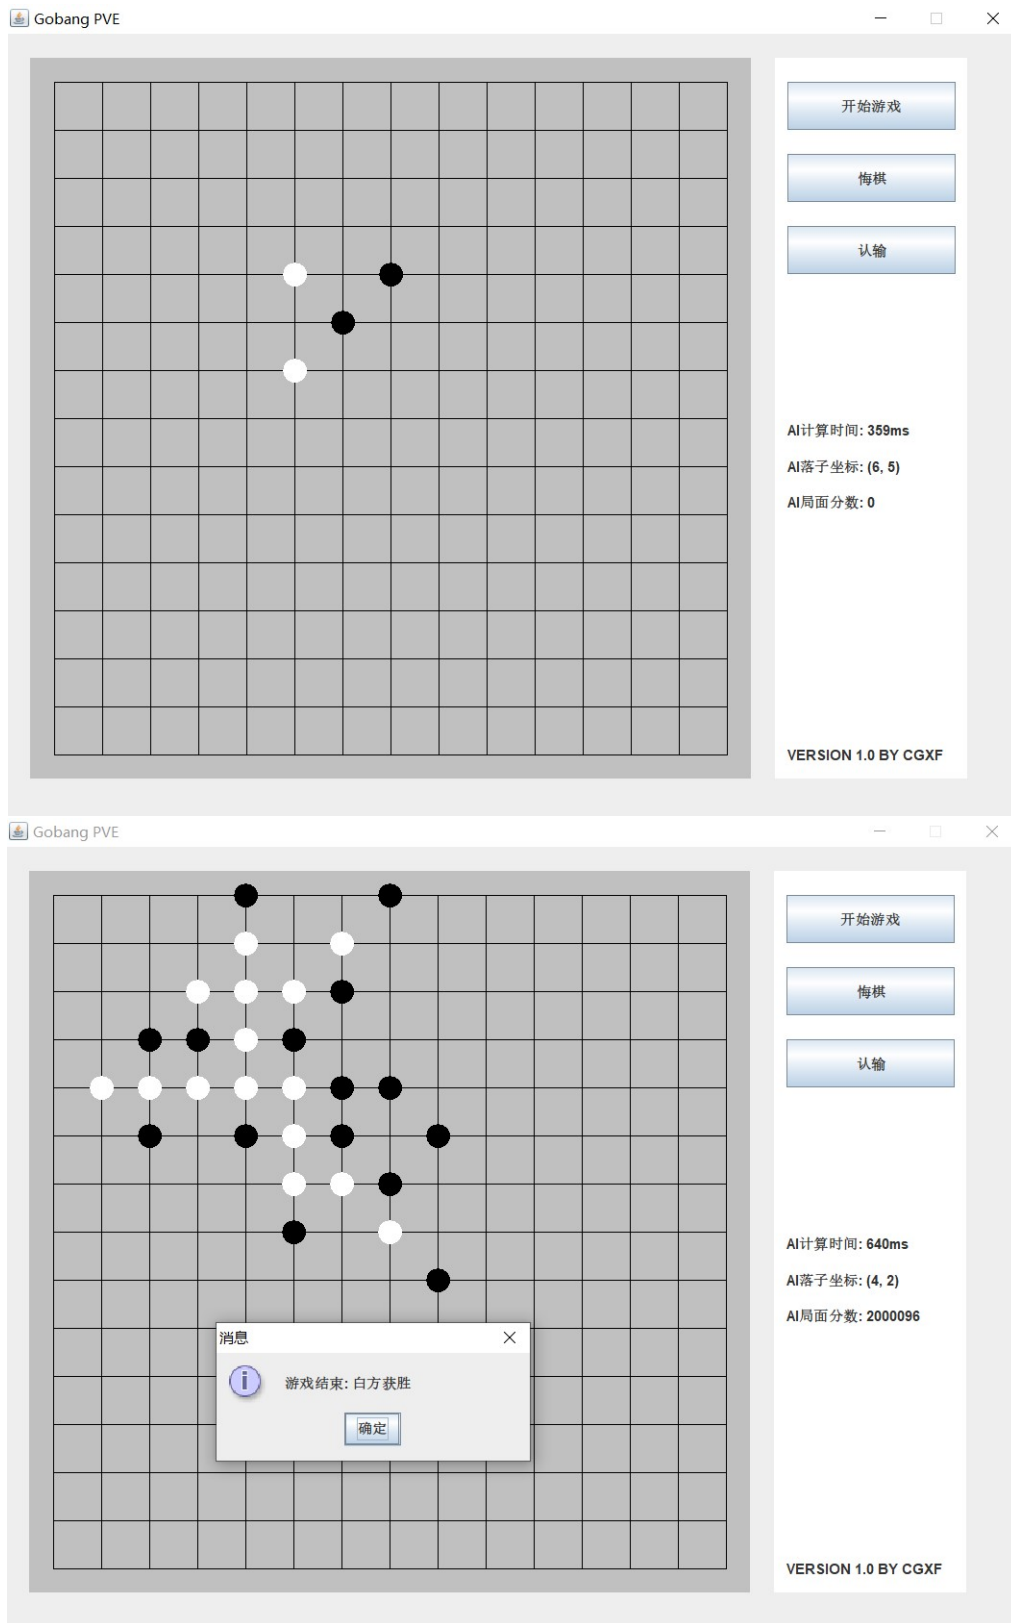 Gobang PVE
开始游戏
悔棋
认输
AI计算时间: 359ms
AI落子坐标: (6, 5)
AI局面分数: 0
VERSION 1.0 BY CGXF
Gobang PVE
开始游戏
悔棋
认输
AI计算时间: 640ms
AI落子坐标: (4, 2)
AI局面分数: 2000096
消息
游戏结束: 白方获胜
确定
VERSION 1.0 BY CGXF